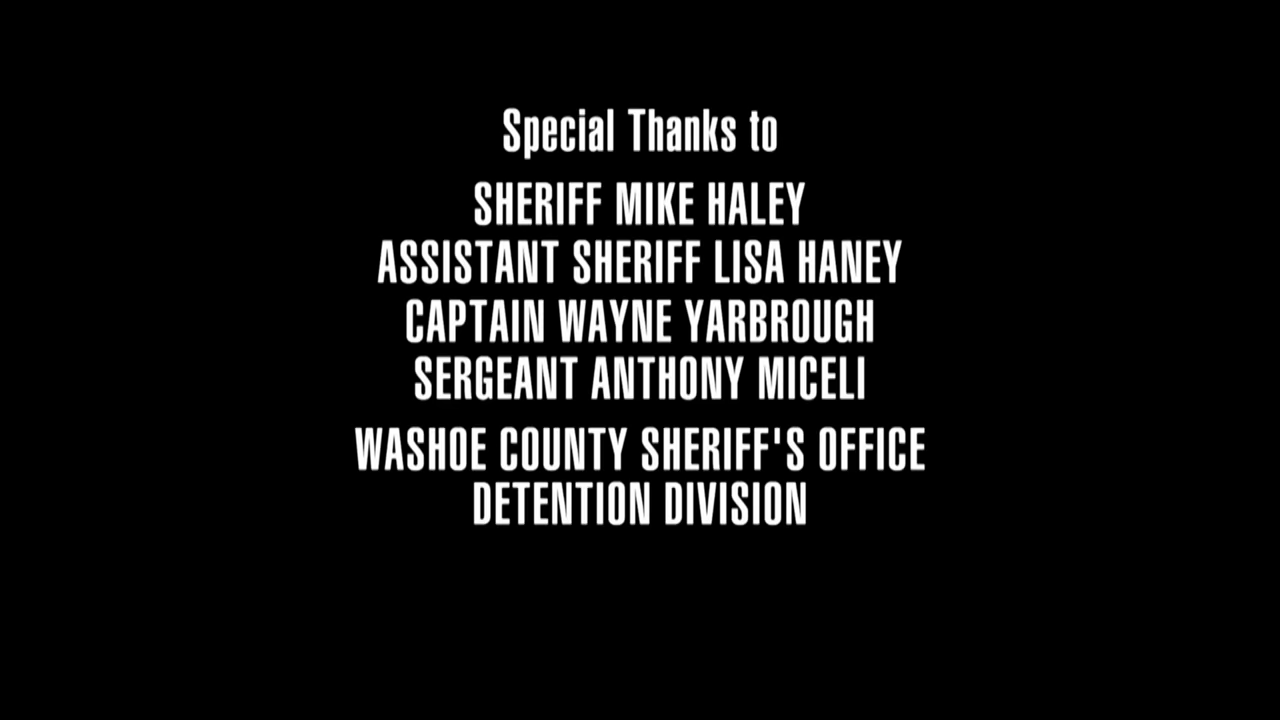 Special Thanks to
SHERIFF MIKE HALEY
ASSISTANT SHERIFF LISA HANEY
CAPTAIN WAYNE YARBROUGH
SERGEANT ANTHONY MICELI
WASHOE COUNTY SHERIFF'S OFFICE
DETENTION DIVISION